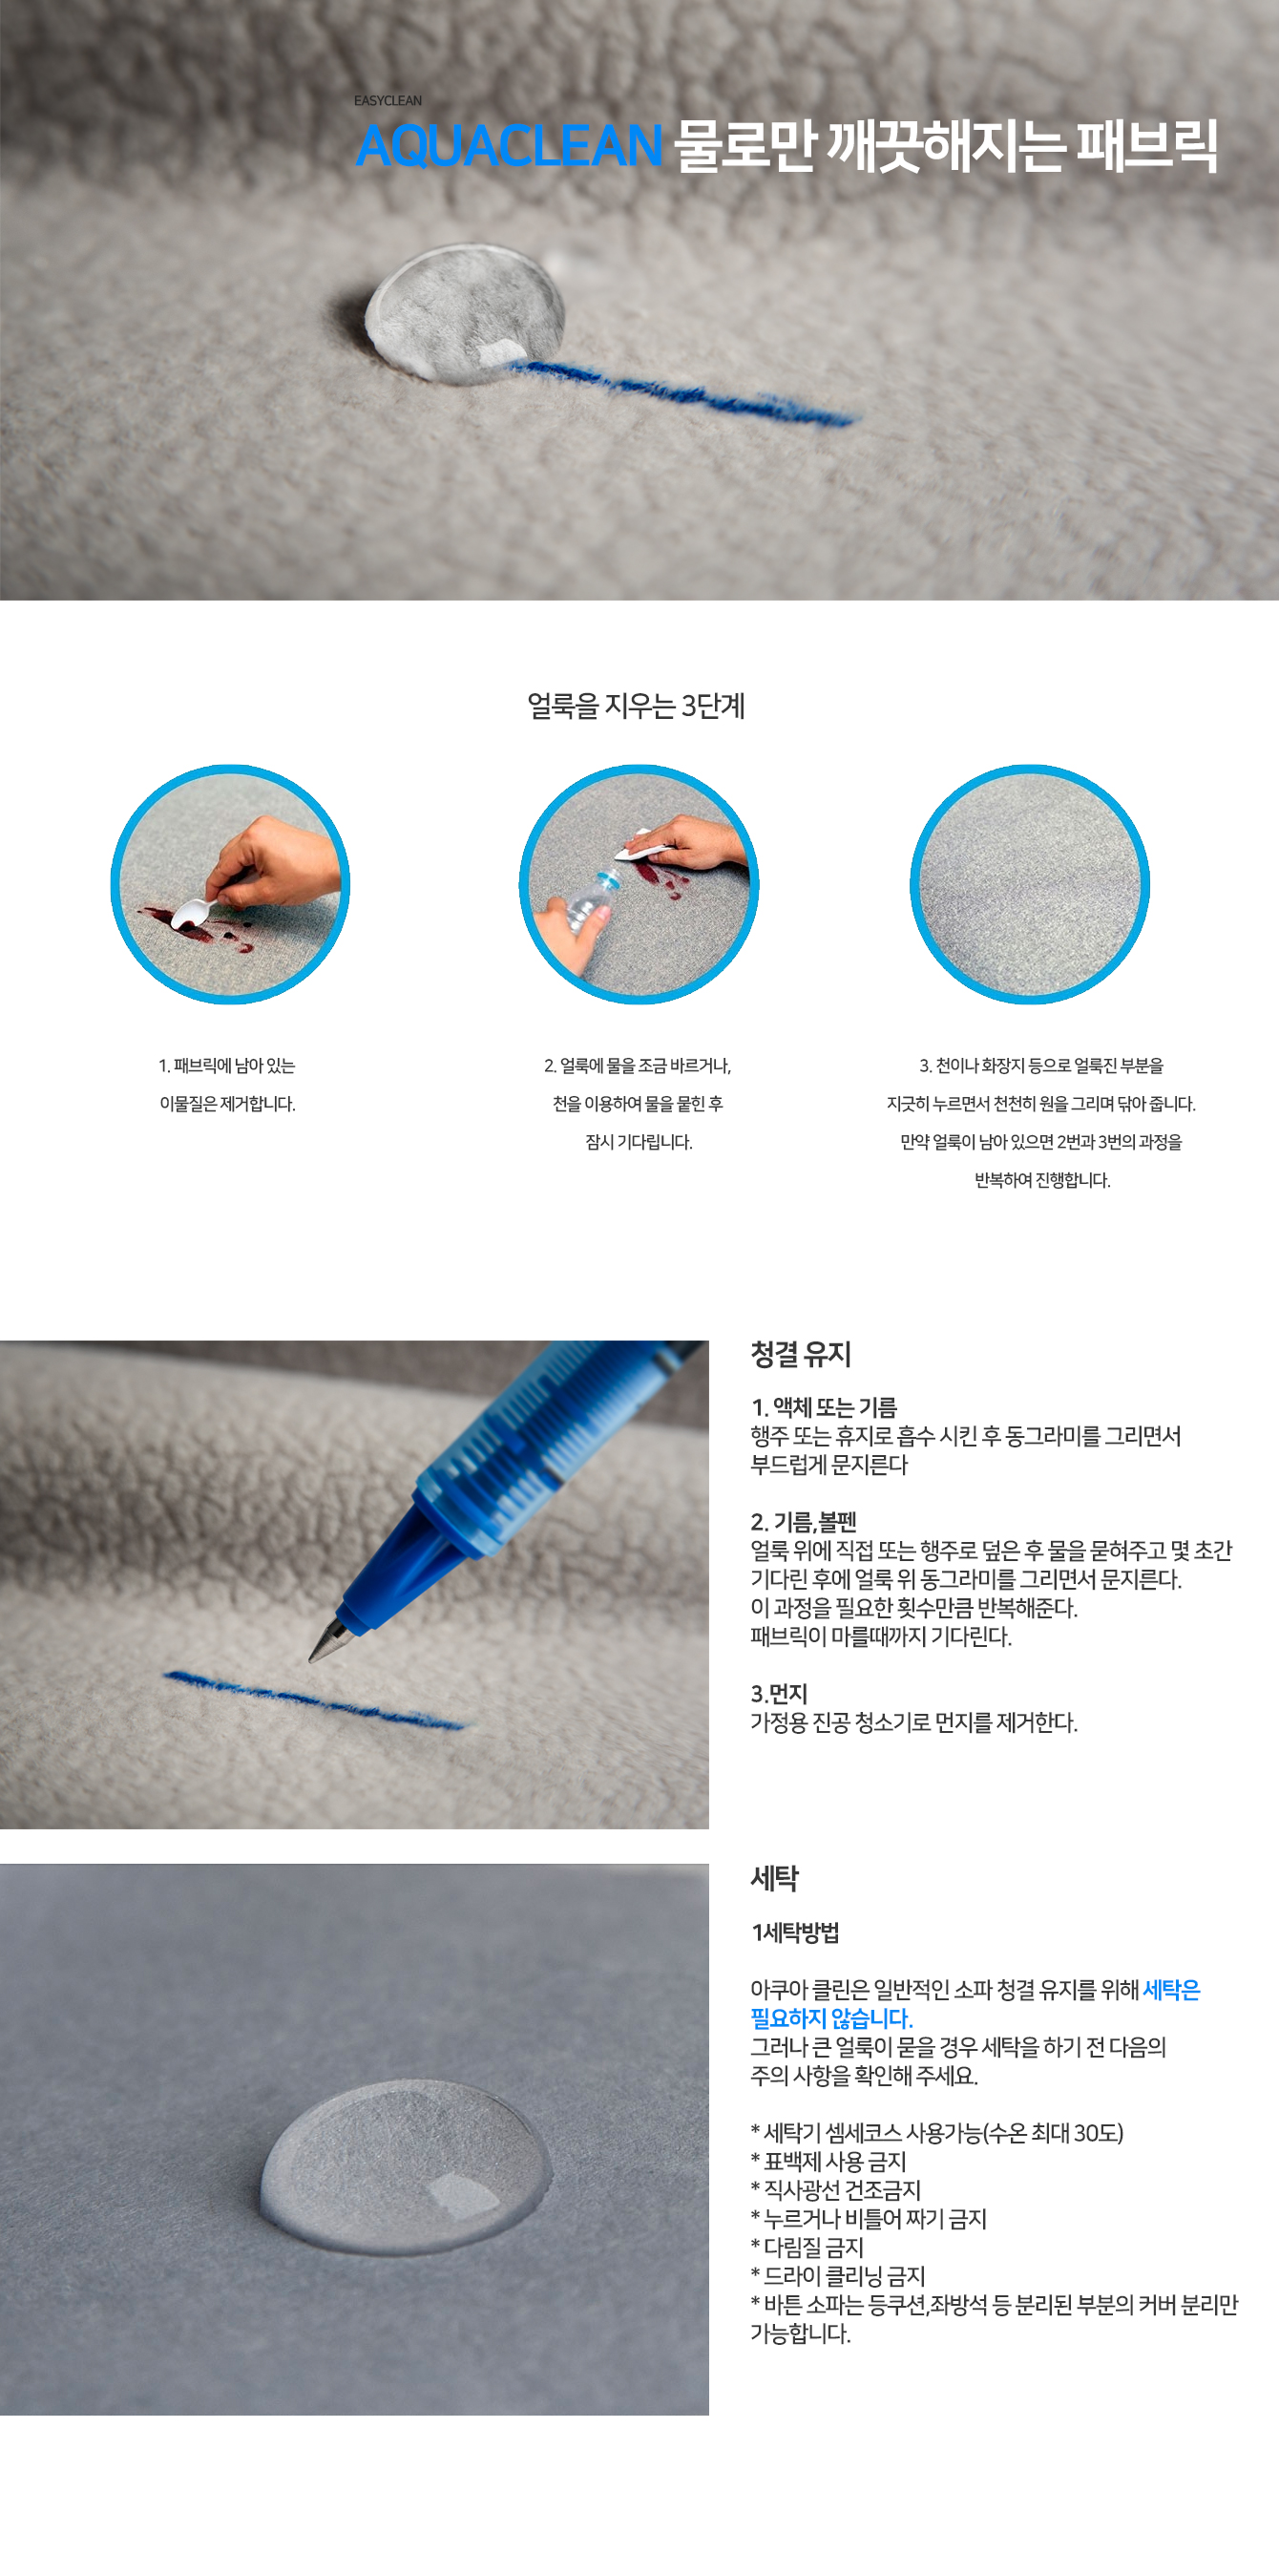 EASYCLEAN
AQUACLEAN 물로만 깨끗해지는 패브릭
얼룩을 지우는 3단계
1. 패브릭에 남아 있는
이물질은 제거합니다.
2. 얼룩에 물을 조금 바르거나,
천을 이용하여 물을 뭍힌 후
잠시 기다립니다.
3. 천이나 화장지 등으로 얼룩진 부분을
지긋히 누르면서 천천히 원을 그리며 닦아 줍니다.
만약 얼룩이 남아 있으면 2번과 3번의 과정을
반복하여 진행합니다.
청결 유지
1. 액체 또는 기름
행주 또는 휴지로 흡수 시킨 후 동그라미를 그리면서
부드럽게 문지른다
2. 기름,볼펜
얼룩 위에 직접 또는 행주로 덮은 후 물을 묻혀주고 몇 초간
기다린 후에 얼룩 위 동그라미를 그리면서 문지른다.
이 과정을 필요한 횟수만큼 반복해준다.
패브릭이 마를때까지 기다린다.
3.먼지
가정용 진공 청소기로 먼지를 제거한다.
세탁
1세탁방법
아쿠아 클린은 일반적인 소파 청결 유지를 위해 세탁은
필요하지 않습니다.
그러나 큰 얼룩이 묻을 경우 세탁을 하기 전 다음의
주의 사항을 확인해 주세요.
* 세탁기 셈세코스 사용가능(수온 최대 30도)
* 표백제 사용 금지
* 직사광선 건조금지
* 누르거나 비틀어 짜기 금지
* 다림질 금지
* 드라이 클리닝 금지
* 바튼 소파는 등쿠션,좌방석 등 분리된 부분의 커버 분리만
가능합니다.